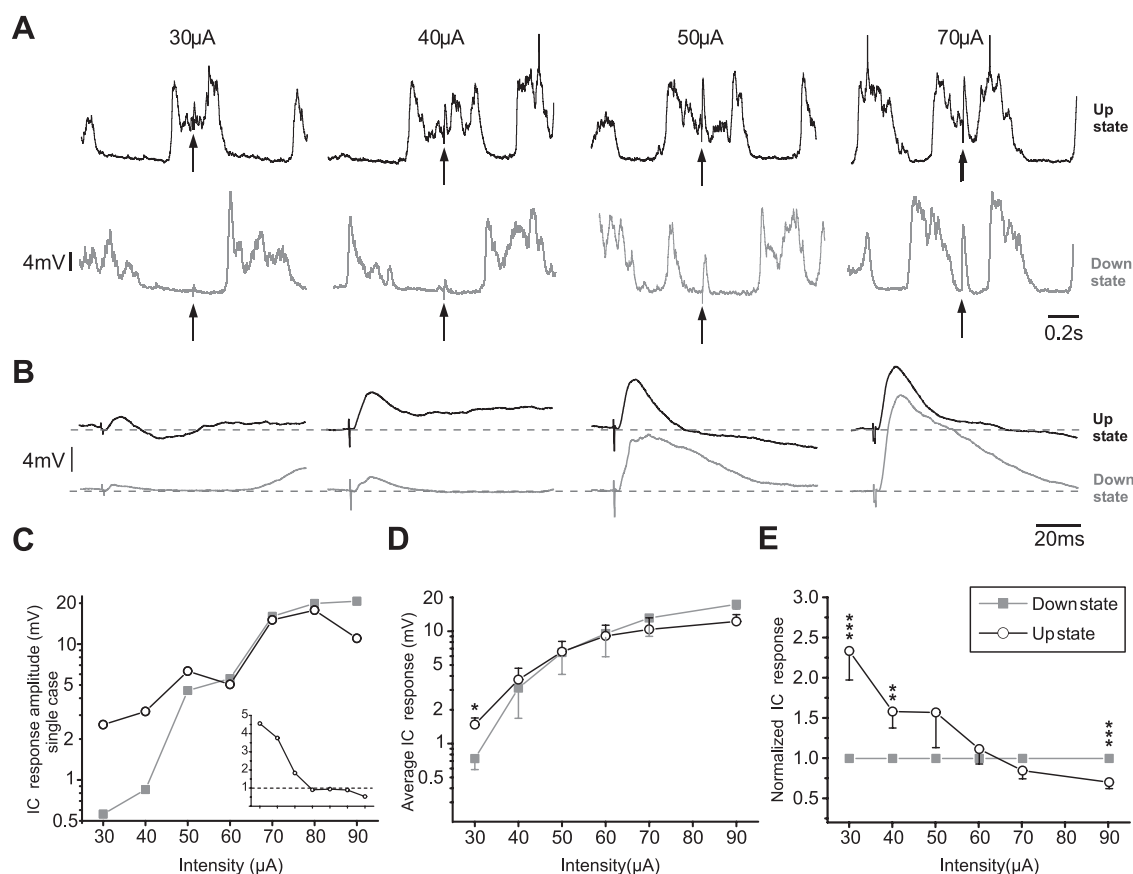 A
30µA 40µA 50µA 70µA
Up state
4mV
Down state
0.2s
B
Up state
4mV
Down state
20ms
C
IC response amplitude (mV)
single case
20
10
5
2
1
0.5
5
4
3
2
1
30 40 50 60 70 80 90
Intensity (µA)
D
Average IC response (mV)
20
10
5
2
1
0.5
*
30 40 50 60 70 80 90
Intensity(µA)
E
Normalized IC response
3.0
2.5
2.0
1.5
1.0
0.5
***
**
***
Down state
Up state
30 40 50 60 70 80 90
Intensity(µA)